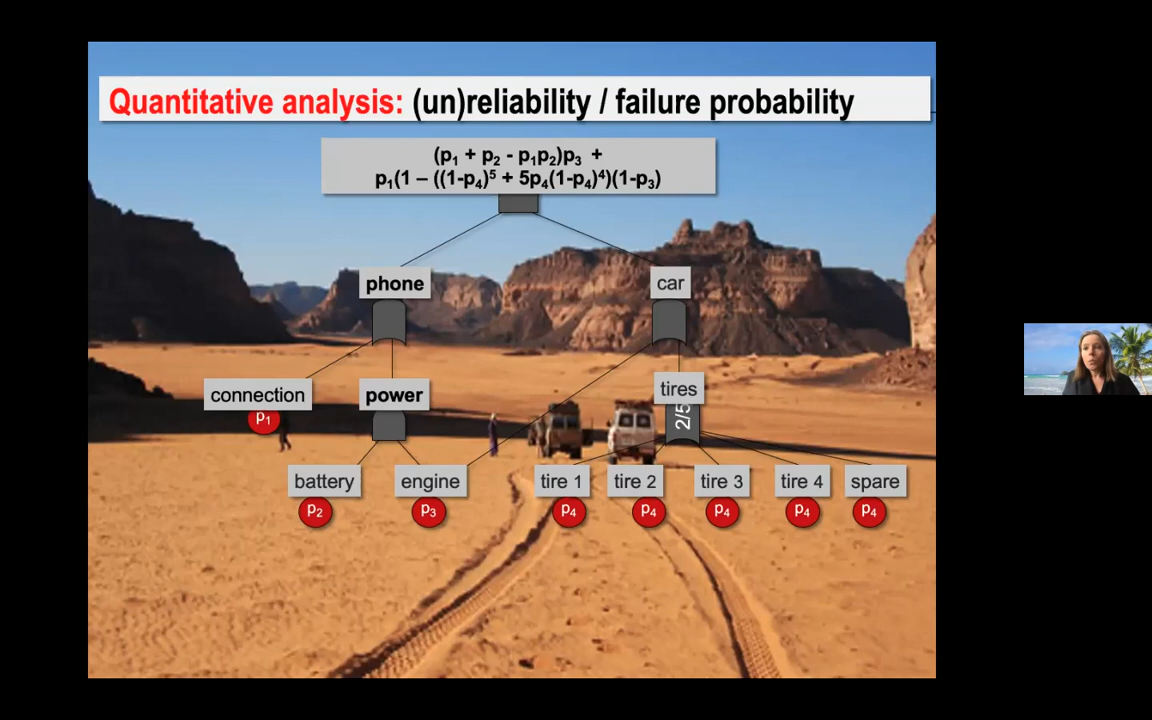 Quantitative analysis: (un)reliability / failure probability
(p₁ + p₂ - p₁p₂)p₃ +
p₁(1 – ((1-p₄)⁵ + 5p₄(1-p₄)⁴)(1-p₃)
phone
car
connection
power
tires
p₁
2/5
battery
engine
tire 1
tire 2
tire 3
tire 4
spare
p₂
p₃
p₄
p₄
p₄
p₄
p₄